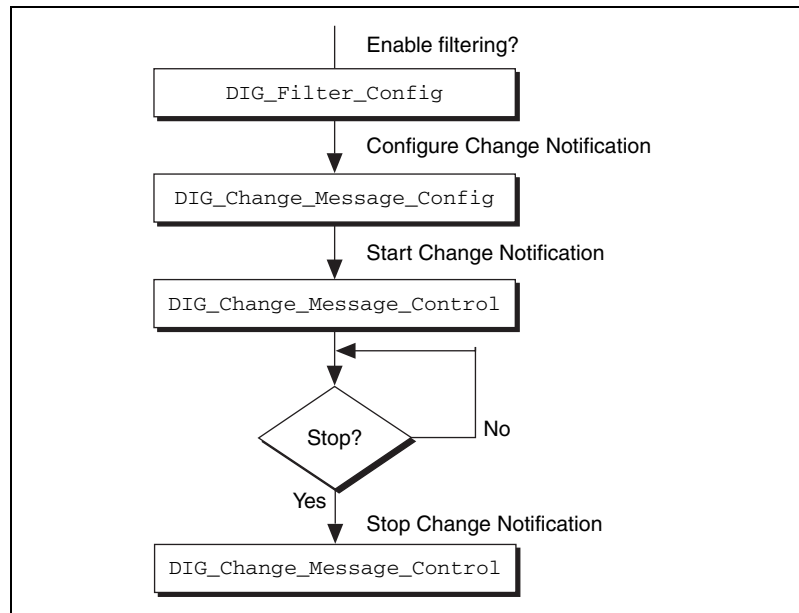 Enable filtering?
DIG_Filter_Config
Configure Change Notification
DIG_Change_Message_Config
Start Change Notification
DIG_Change_Message_Control
Stop?
No
Yes
Stop Change Notification
DIG_Change_Message_Control